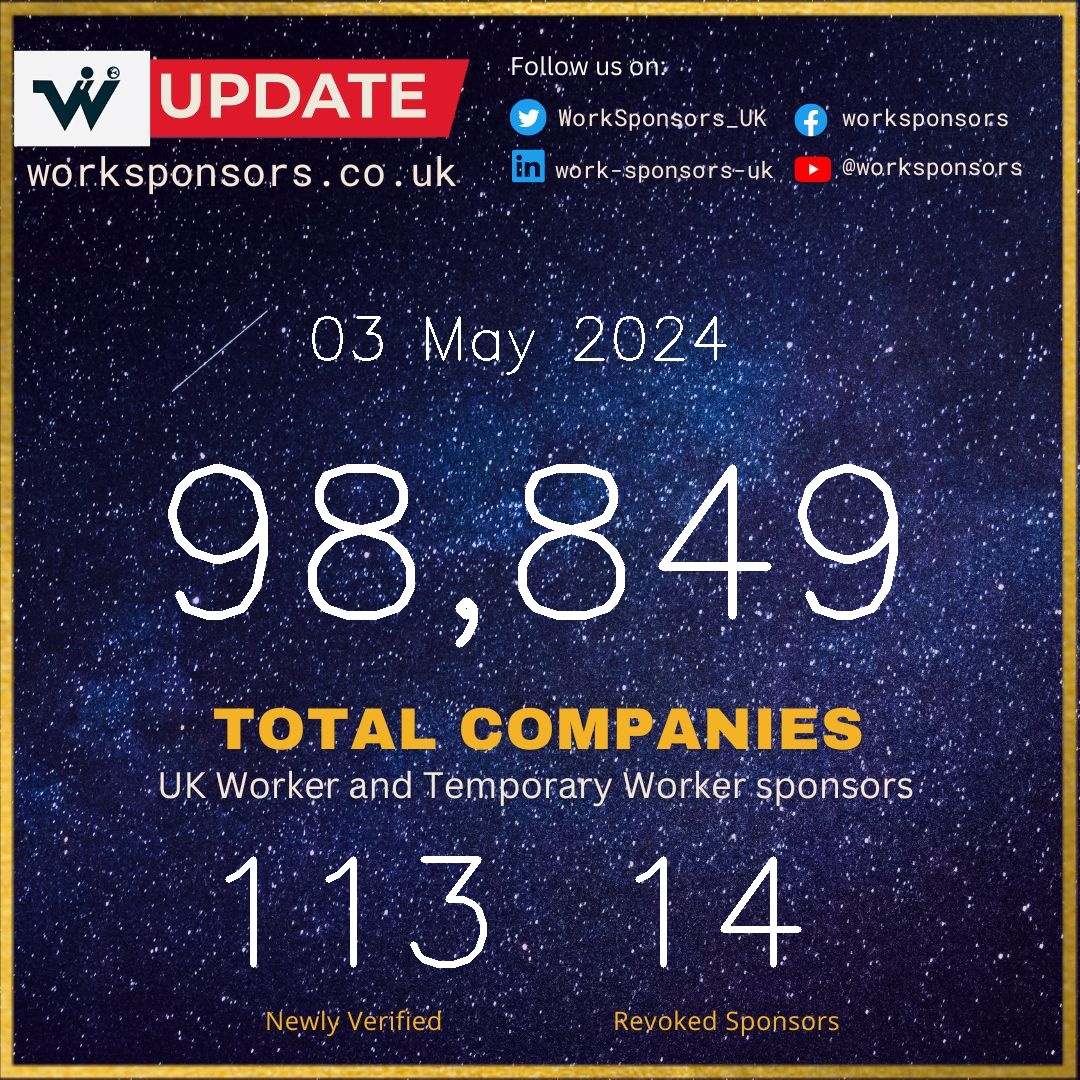 UPDATE
worksponsors.co.uk
Follow us on:
WorkSponsors_UK
worksponsors
work-sponsors-uk
@worksponsors
03 May 2024
98,849
TOTAL COMPANIES
UK Worker and Temporary Worker sponsors
113 14
Newly Verified Revoked Sponsors